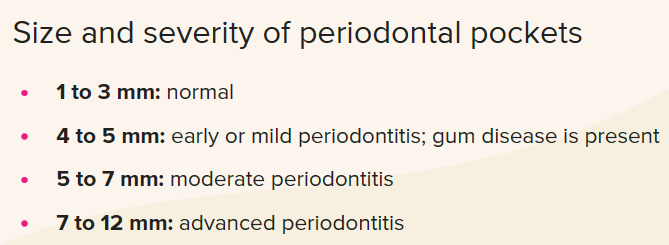 Size and severity of periodontal pockets
• 1 to 3 mm: normal
• 4 to 5 mm: early or mild periodontitis; gum disease is present
• 5 to 7 mm: moderate periodontitis
• 7 to 12 mm: advanced periodontitis